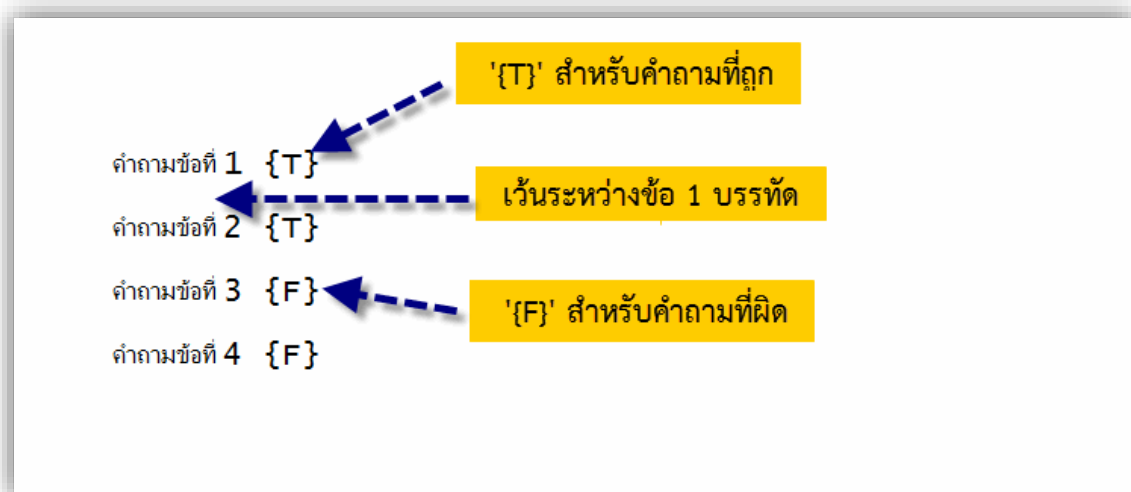 '{T}' สำหรับคำถามที่ถูก
คำถามข้อที่ 1 {T}
เว้นระหว่างข้อ 1 บรรทัด
คำถามข้อที่ 2 {T}
คำถามข้อที่ 3 {F}
'{F}' สำหรับคำถามที่ผิด
คำถามข้อที่ 4 {F}